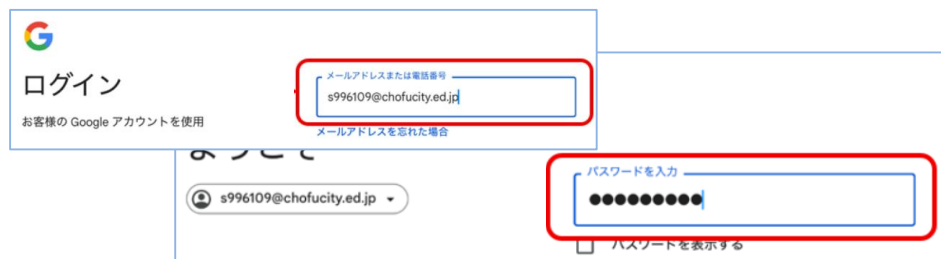 ログイン
お客様の Google アカウントを使用
メールアドレスまたは電話番号
s996109@chofucity.ed.jp
メールアドレスを忘れた場合
ようこそ
s996109@chofucity.ed.jp
パスワードを入力
●●●●●●●●●
パスワードを表示する